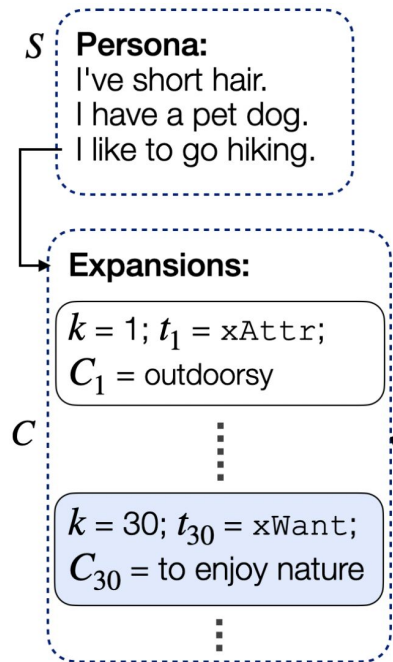 S
Persona:
I've short hair.
I have a pet dog.
I like to go hiking.
Expansions:
k = 1; t₁ = xAttr;
C₁ = outdoorsy
C
k = 30; t₃₀ = xWant;
C₃₀ = to enjoy nature